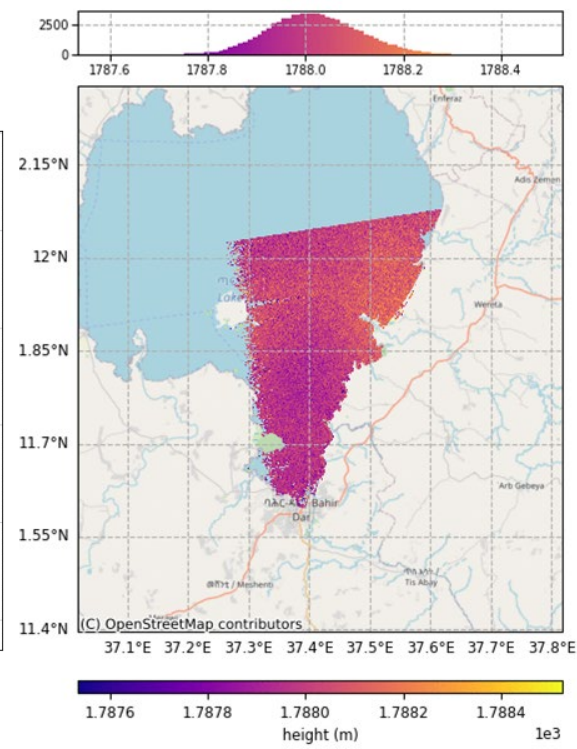 2500
0
1787.6 1787.8 1788.0 1788.2 1788.4
Enferaz
2.15°N
Adis Zemen
12°N
Lake
Wereta
1.85°N
11.7°N
Arb Gebeya
Bahir
Dar
1.55°N
/ Meshenti
Tis Abay
11.4°N
(C) OpenStreetMap contributors
37.1°E 37.2°E 37.3°E 37.4°E 37.5°E 37.6°E 37.7°E 37.8°E
1.7876 1.7878 1.7880 1.7882 1.7884
height (m)
1e3